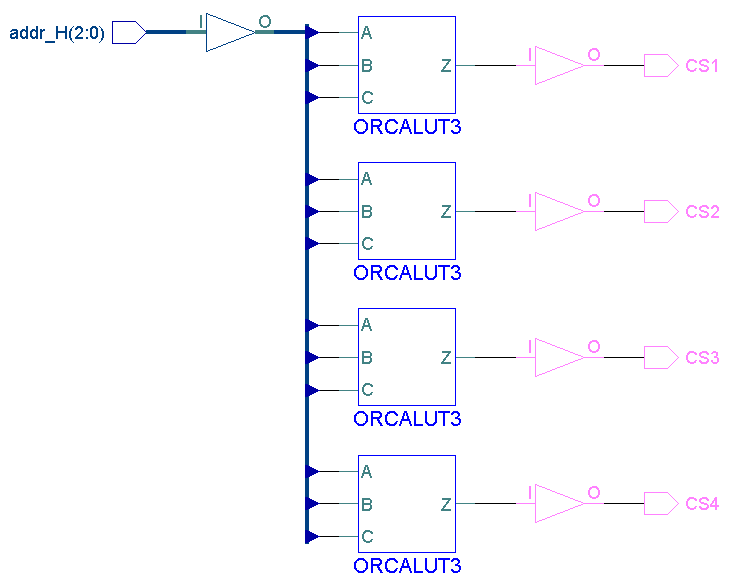 addr_H(2:0) I O
A
B
C
Z
I O
CS1
ORCALUT3
A
B
C
Z
I O
CS2
ORCALUT3
A
B
C
Z
I O
CS3
ORCALUT3
A
B
C
Z
I O
CS4
ORCALUT3